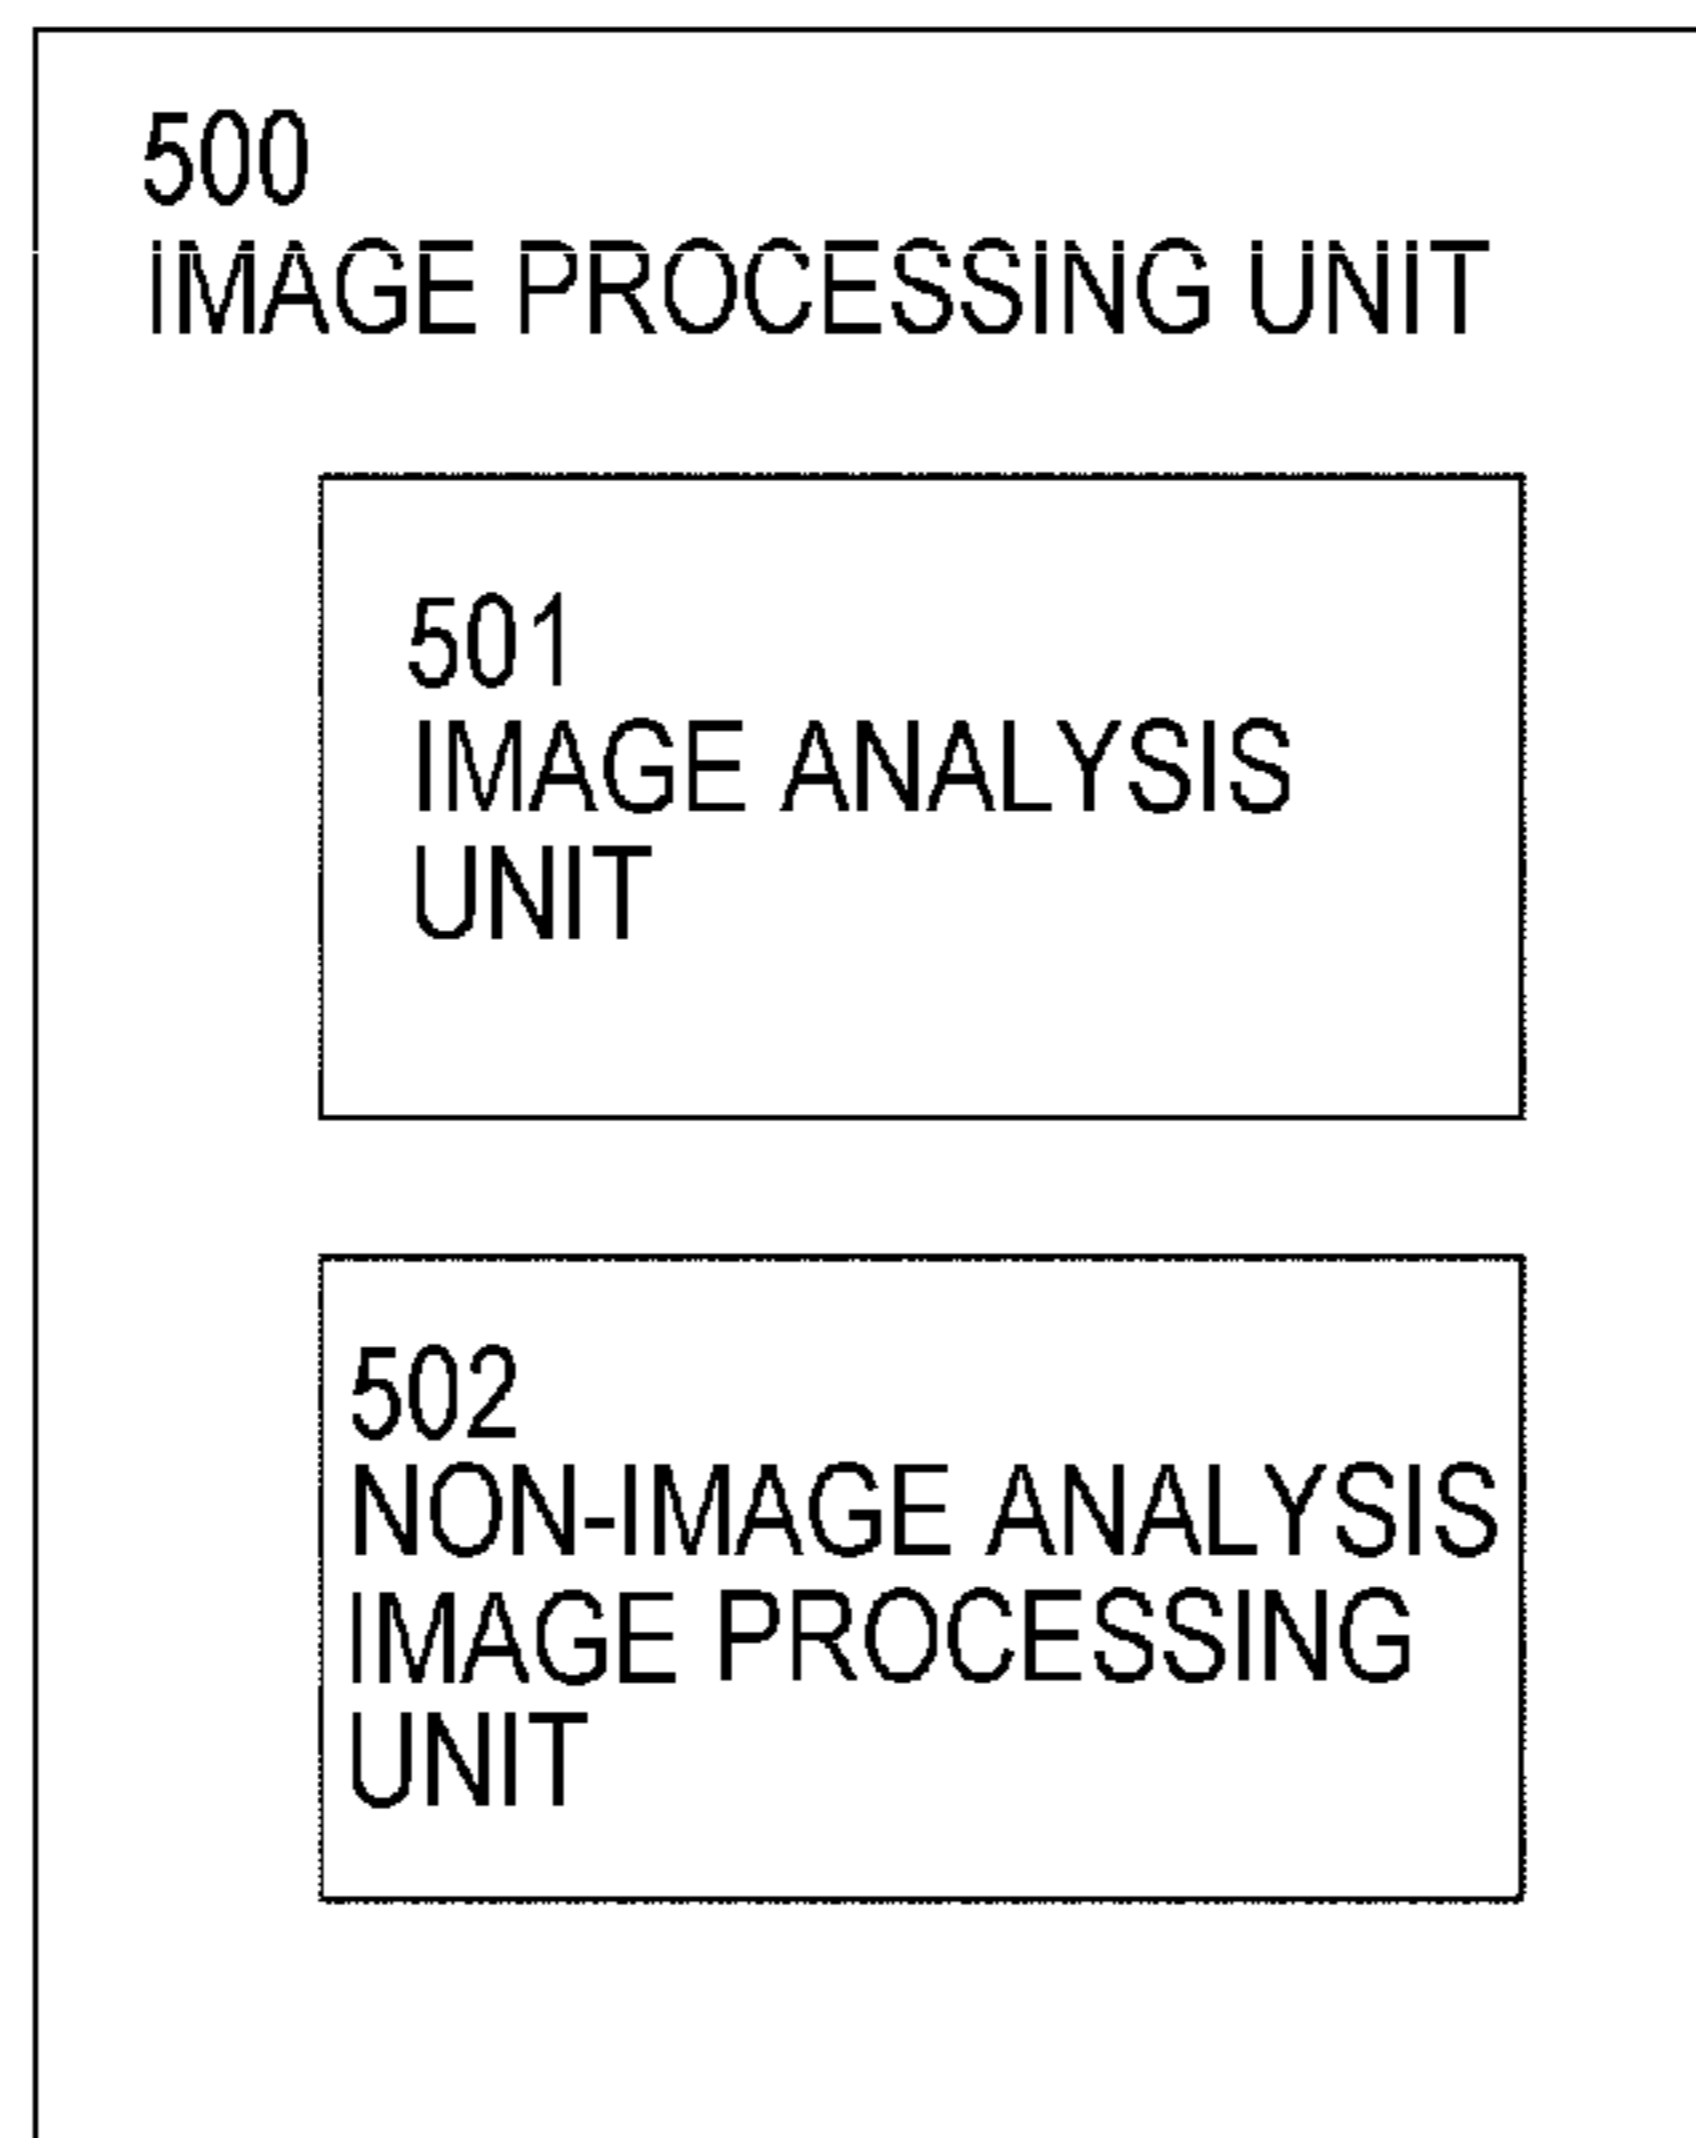 500
IMAGE PROCESSING UNIT
501
IMAGE ANALYSIS
UNIT
502
NON-IMAGE ANALYSIS
IMAGE PROCESSING
UNIT